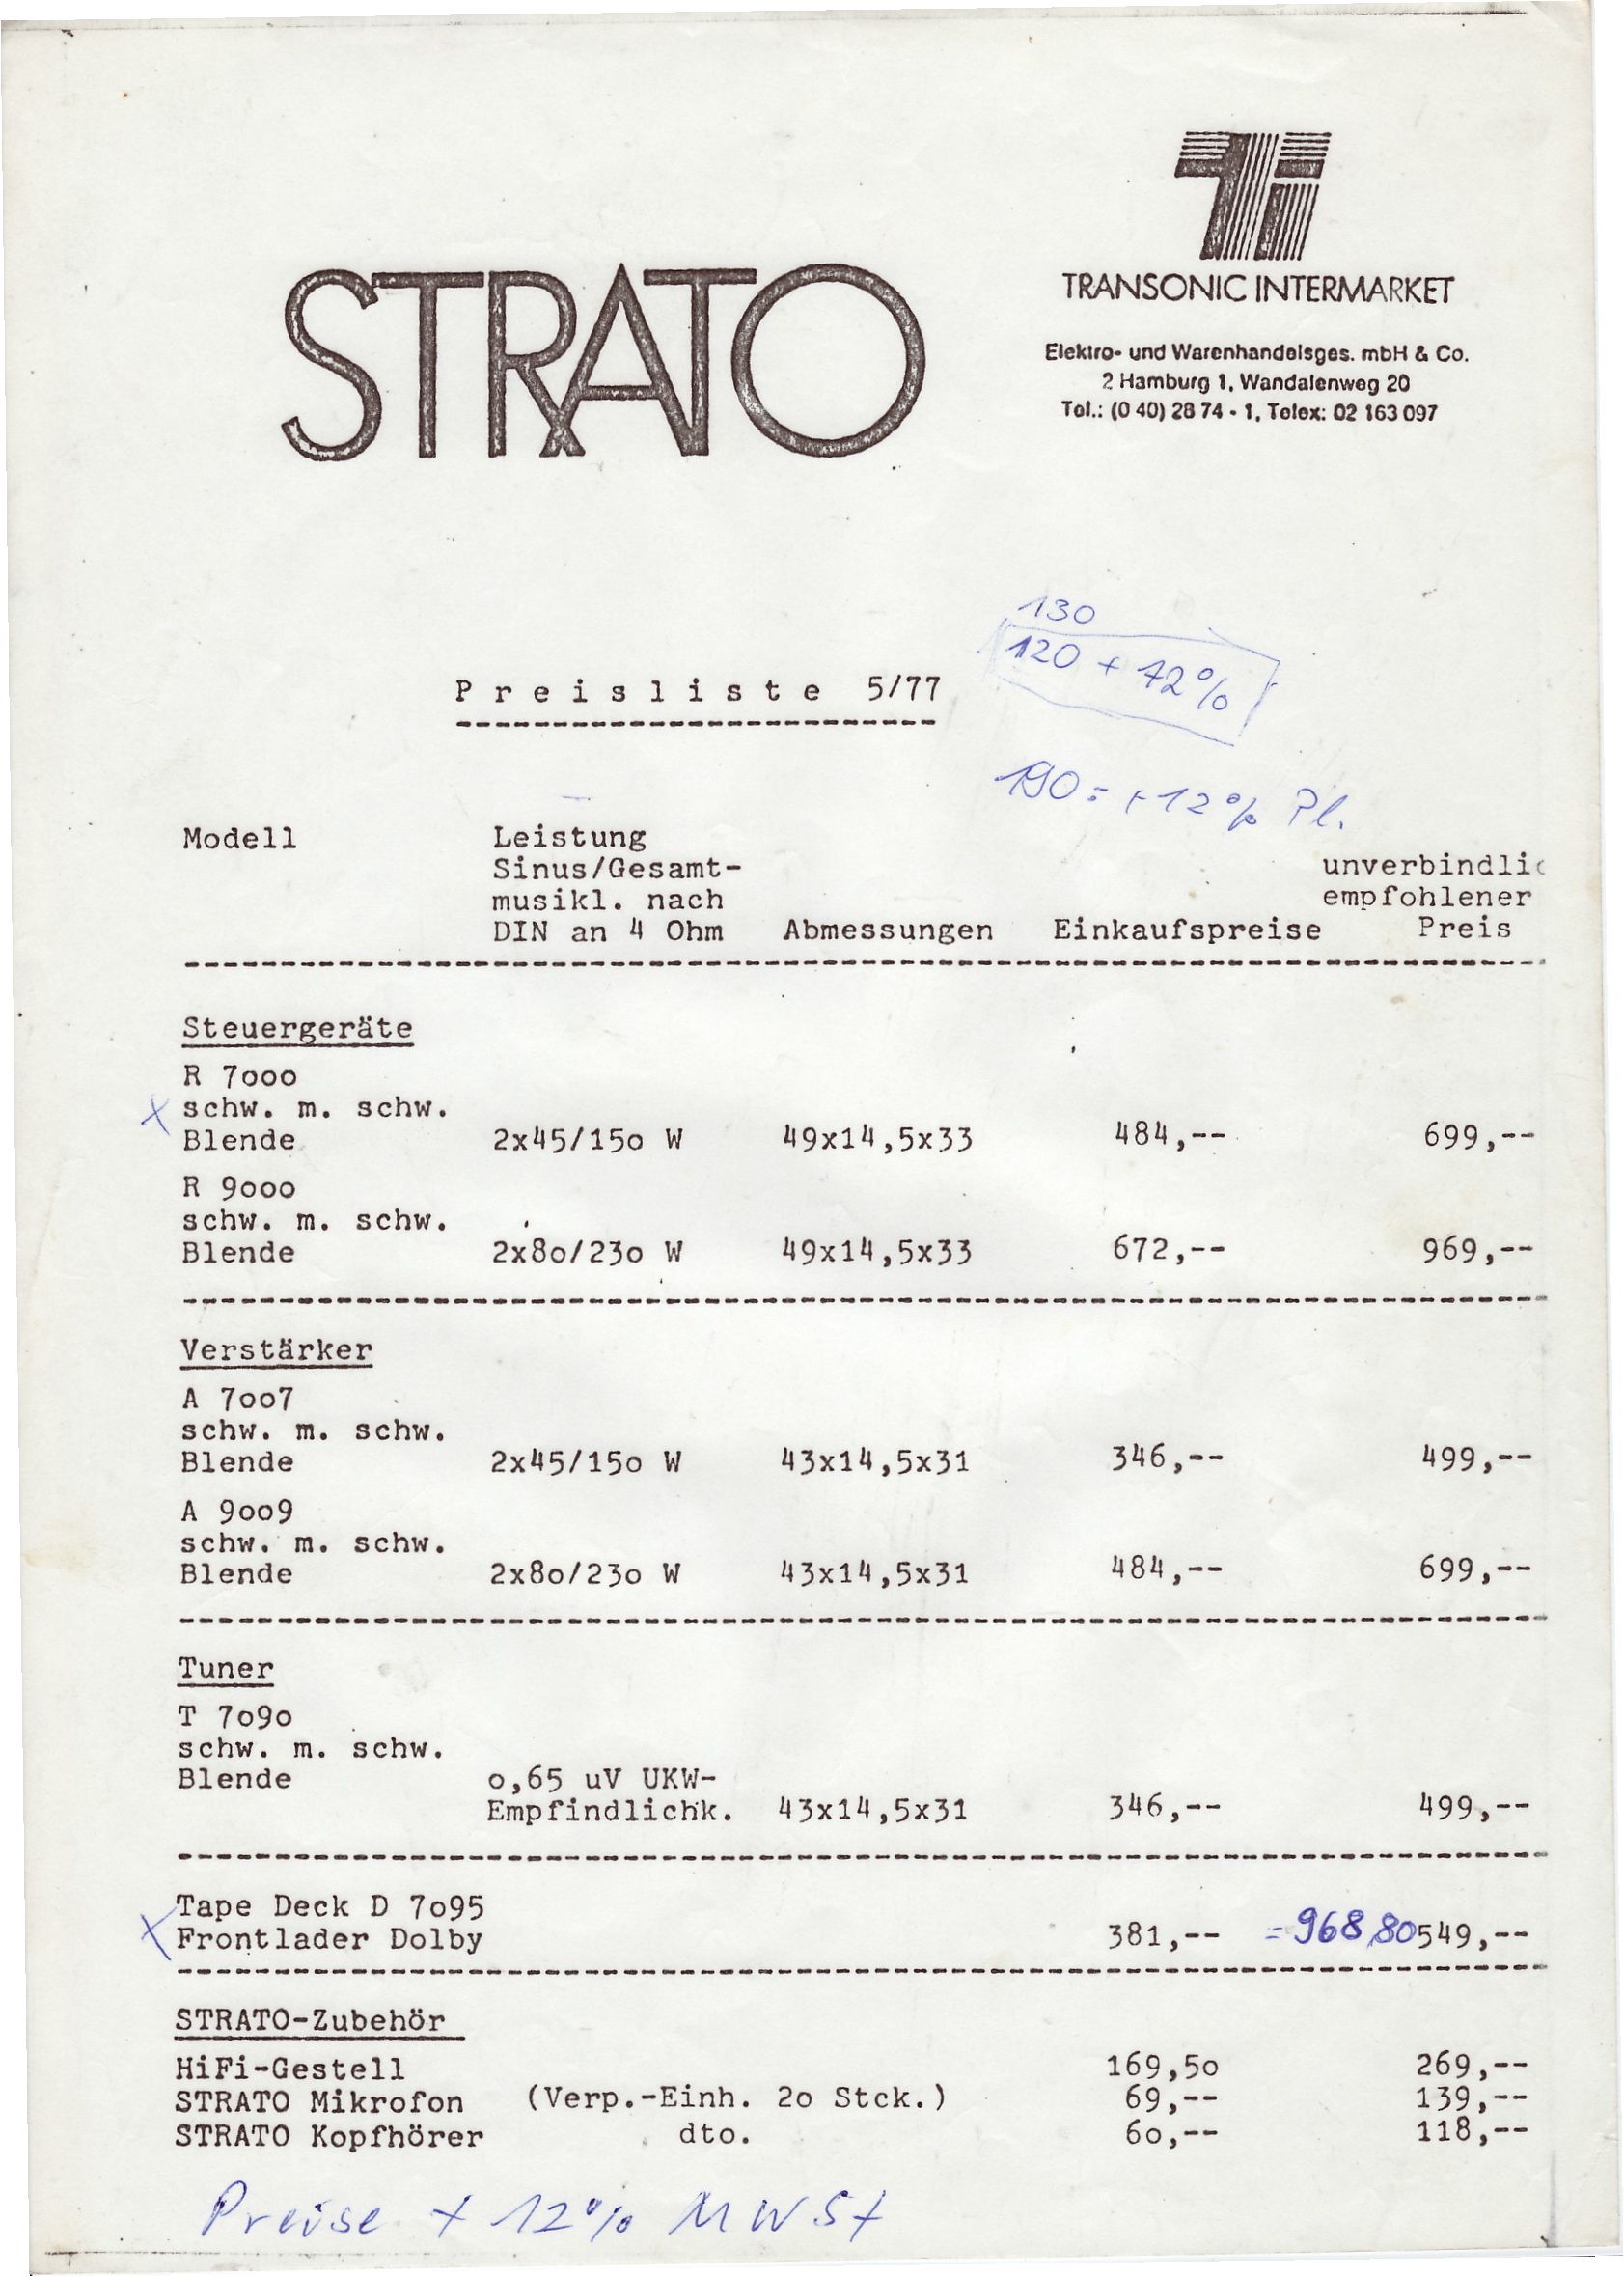 Ti
TRANSONIC INTERMARKET
STRATO
Elektro- und Warenhandelsges. mbH & Co.
2 Hamburg 1, Wandalenweg 20
Tel.: (0 40) 28 74 - 1, Telex: 02 163 097
130
120 + 12%
Preisliste 5/77
190 = + 12% Pl.
Modell Leistung
Sinus/Gesamt- unverbindlic
musikl. nach empfohlener
DIN an 4 Ohm Abmessungen Einkaufspreise Preis
Steuergeräte
R 7ooo
x schw. m. schw.
Blende 2x45/15o W 49x14,5x33 484,-- 699,--
R 9ooo
schw. m. schw.
Blende 2x8o/23o W 49x14,5x33 672,-- 969,--
Verstärker
A 7oo7
schw. m. schw.
Blende 2x45/15o W 43x14,5x31 346,-- 499,--
A 9oo9
schw. m. schw.
Blende 2x8o/23o W 43x14,5x31 484,-- 699,--
Tuner
T 7o9o
schw. m. schw.
Blende o,65 uV UKW-
Empfindlichk. 43x14,5x31 346,-- 499,--
Tape Deck D 7o95
x Frontlader Dolby 381,-- = 968,80 549,--
STRATO-Zubehör
HiFi-Gestell 169,5o 269,--
STRATO Mikrofon (Verp.-Einh. 2o Stck.) 69,-- 139,--
STRATO Kopfhörer dto. 6o,-- 118,--
Preise + 12% MWSt